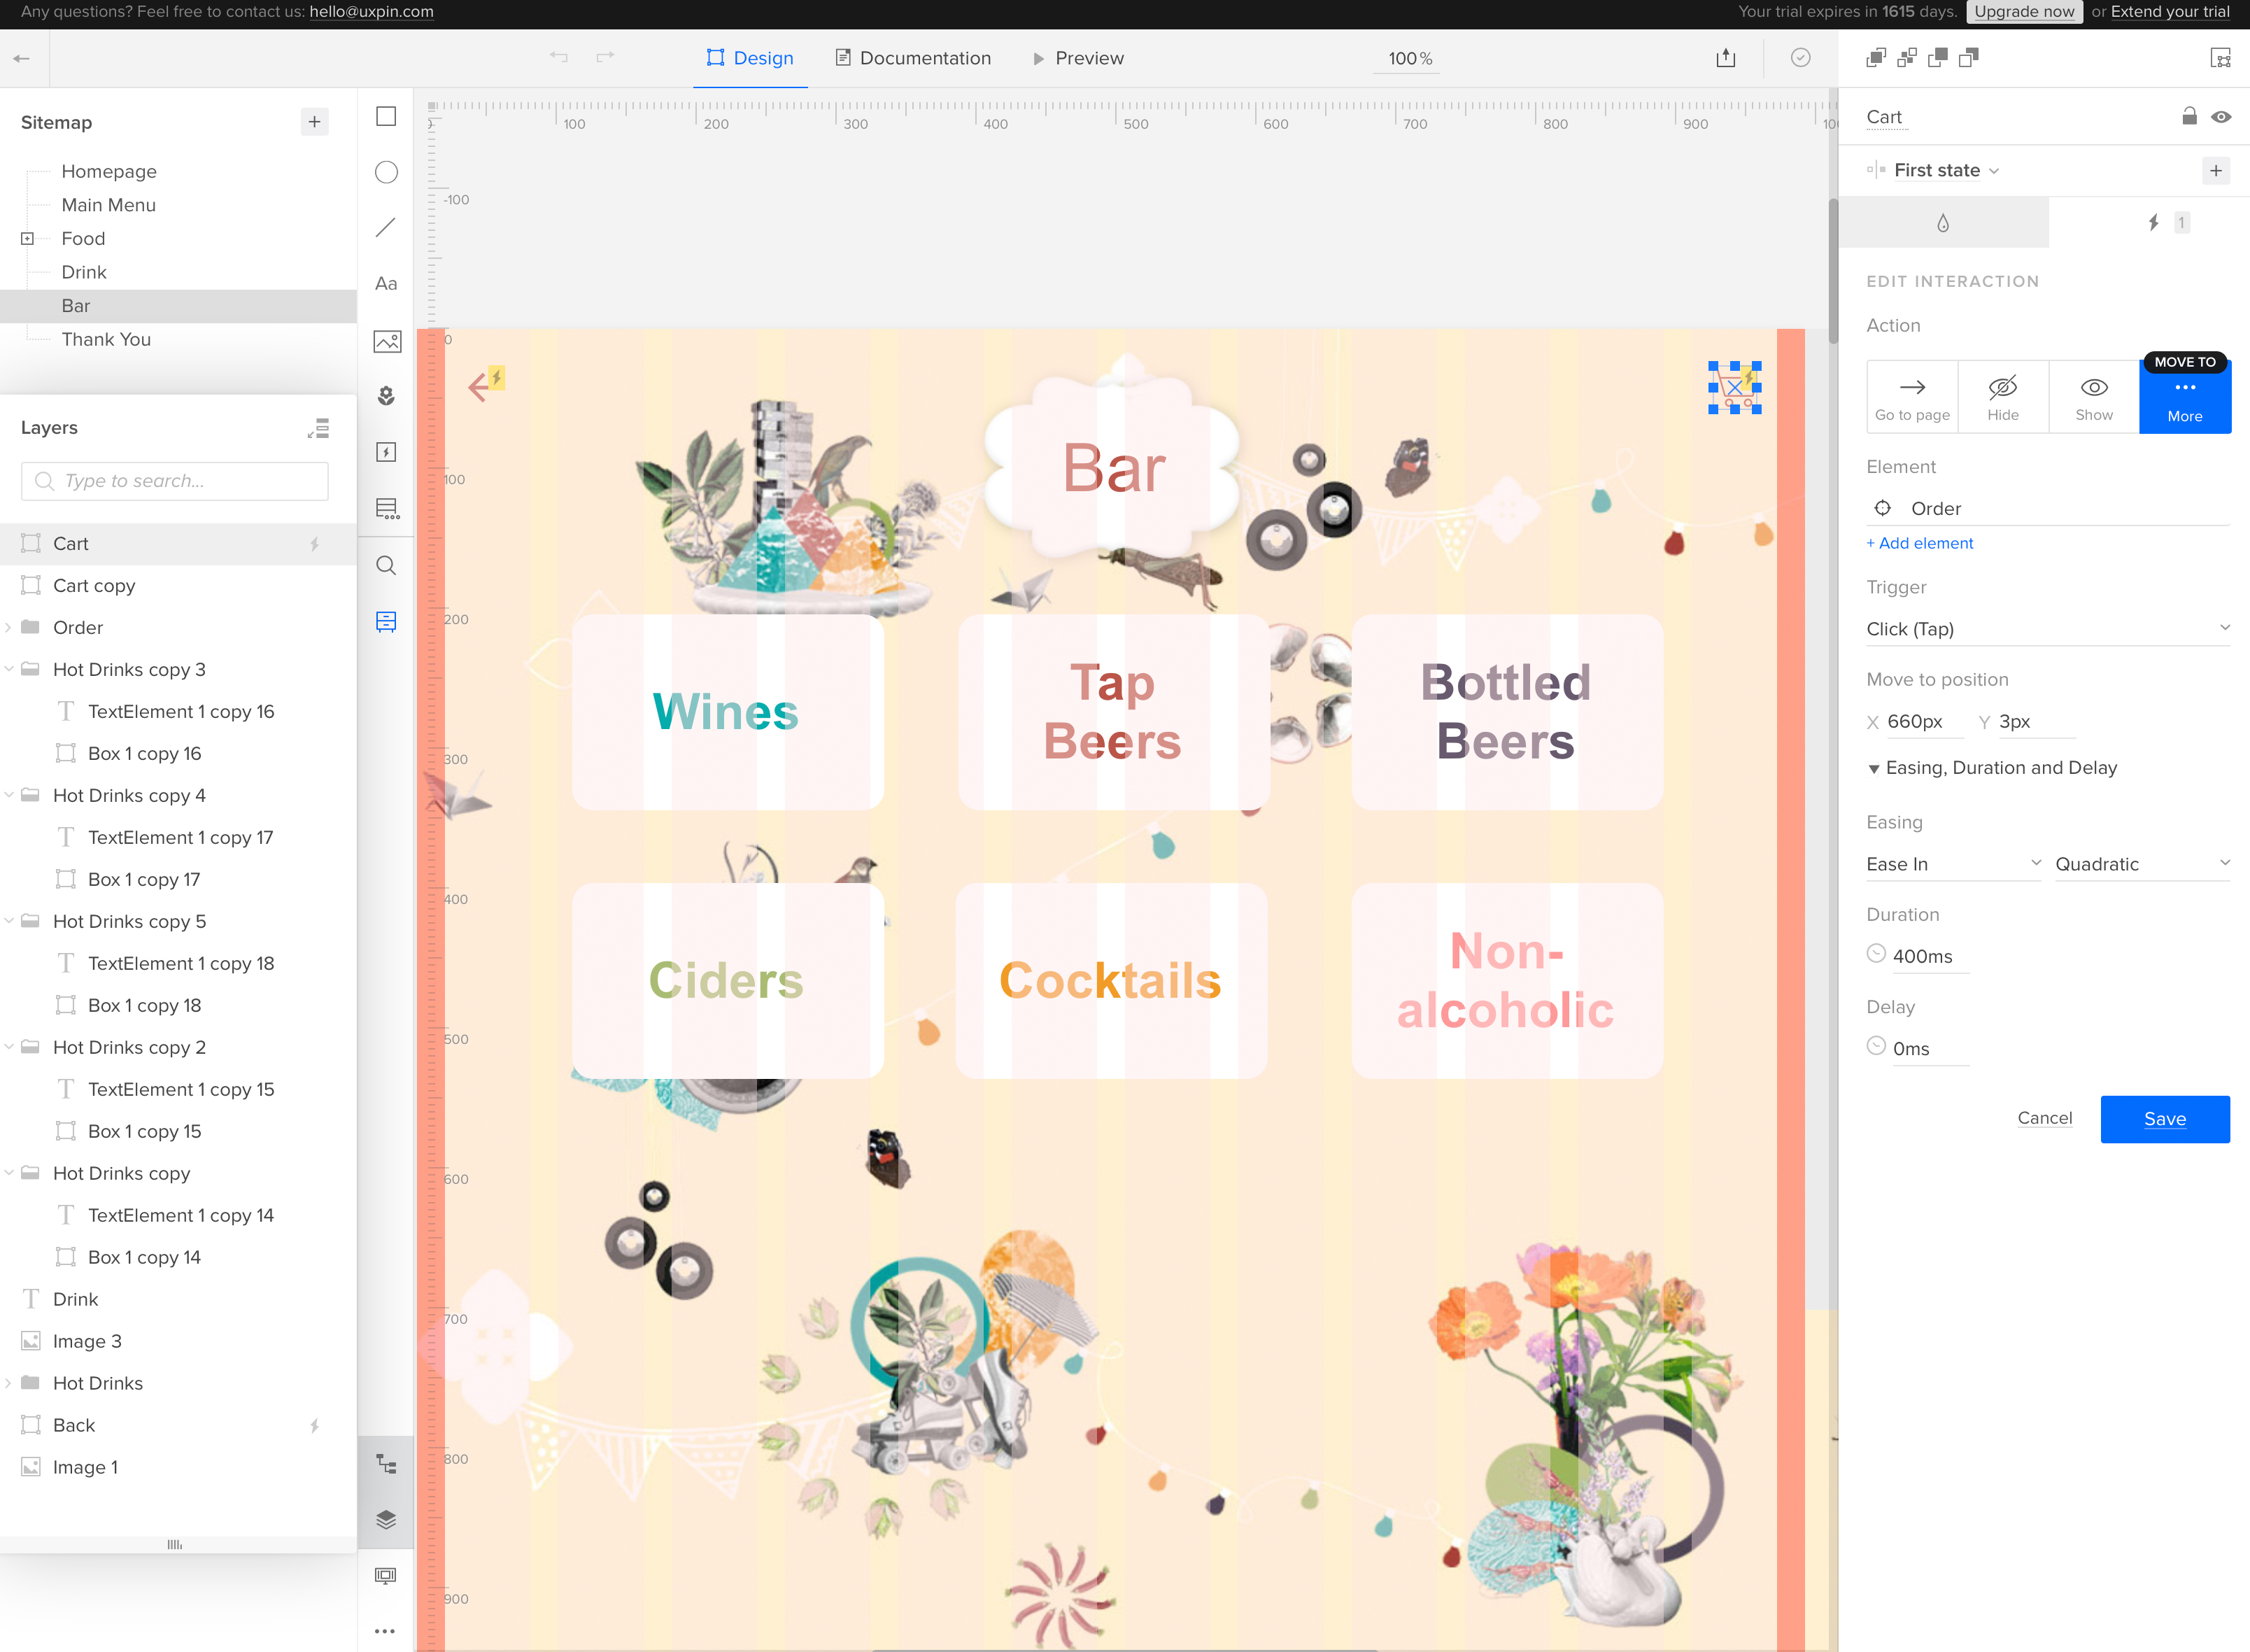 Any questions? Feel free to contact us: hello@uxpin.com
Your trial expires in 1615 days. Upgrade now or Extend your trial
Design
Documentation
Preview
100%
Sitemap
Homepage
Main Menu
Food
Drink
Bar
Thank You
Layers
Type to search...
Cart
Cart copy
Order
Hot Drinks copy 3
TextElement 1 copy 16
Box 1 copy 16
Hot Drinks copy 4
TextElement 1 copy 17
Box 1 copy 17
Hot Drinks copy 5
TextElement 1 copy 18
Box 1 copy 18
Hot Drinks copy 2
TextElement 1 copy 15
Box 1 copy 15
Hot Drinks copy
TextElement 1 copy 14
Box 1 copy 14
Drink
Image 3
Hot Drinks
Back
Image 1
Aa
100 200 300 400 500 600 700 800 900
-100
0
100
200
300
400
500
600
700
800
900
Bar
Wines
Tap
Beers
Bottled
Beers
Ciders
Cocktails
Non-
alcoholic
Cart
First state
1
EDIT INTERACTION
Action
MOVE TO
Go to page
Hide
Show
More
Element
Order
+ Add element
Trigger
Click (Tap)
Move to position
X 660px Y 3px
Easing, Duration and Delay
Easing
Ease In
Quadratic
Duration
400ms
Delay
0ms
Cancel
Save